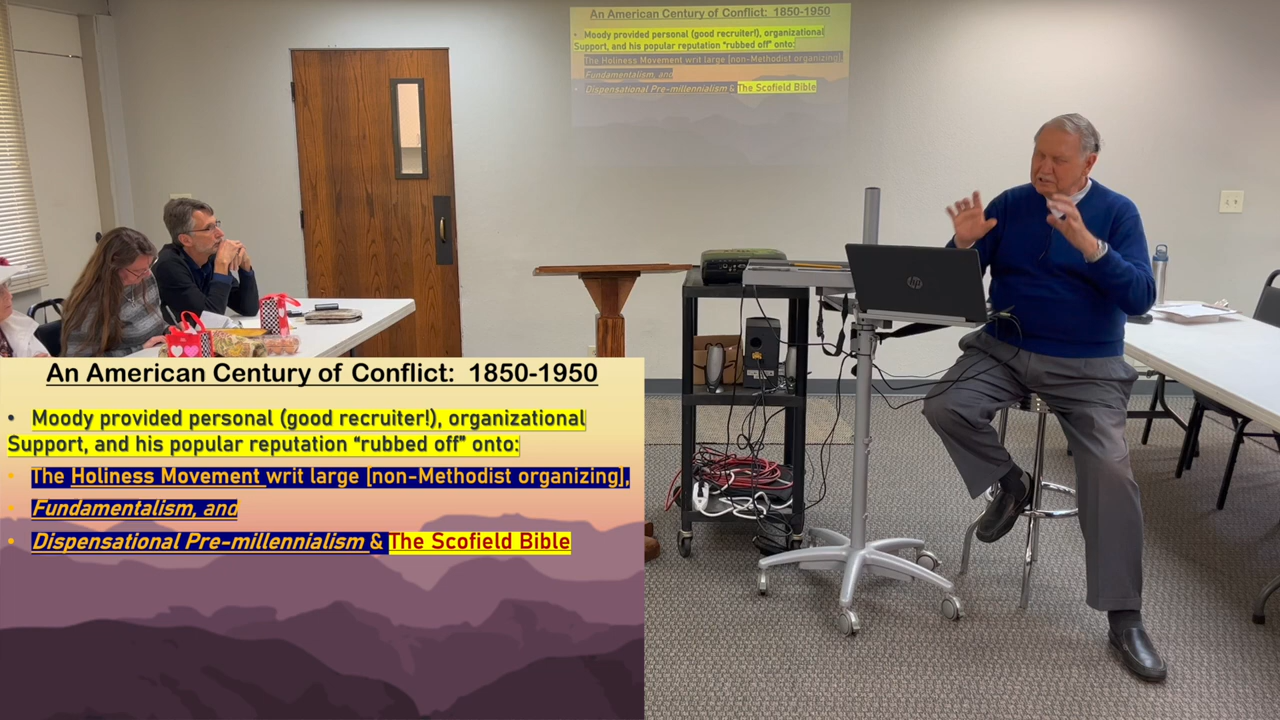 An American Century of Conflict: 1850-1950
Moody provided personal (good recruiter!), organizational
Support, and his popular reputation “rubbed off” onto:
The Holiness Movement writ large [non-Methodist organizing],
Fundamentalism, and
Dispensational Pre-millennialism & The Scofield Bible
hp
An American Century of Conflict: 1850-1950
• Moody provided personal (good recruiter!), organizational
Support, and his popular reputation “rubbed off” onto:
• The Holiness Movement writ large [non-Methodist organizing],
• Fundamentalism, and
• Dispensational Pre-millennialism & The Scofield Bible